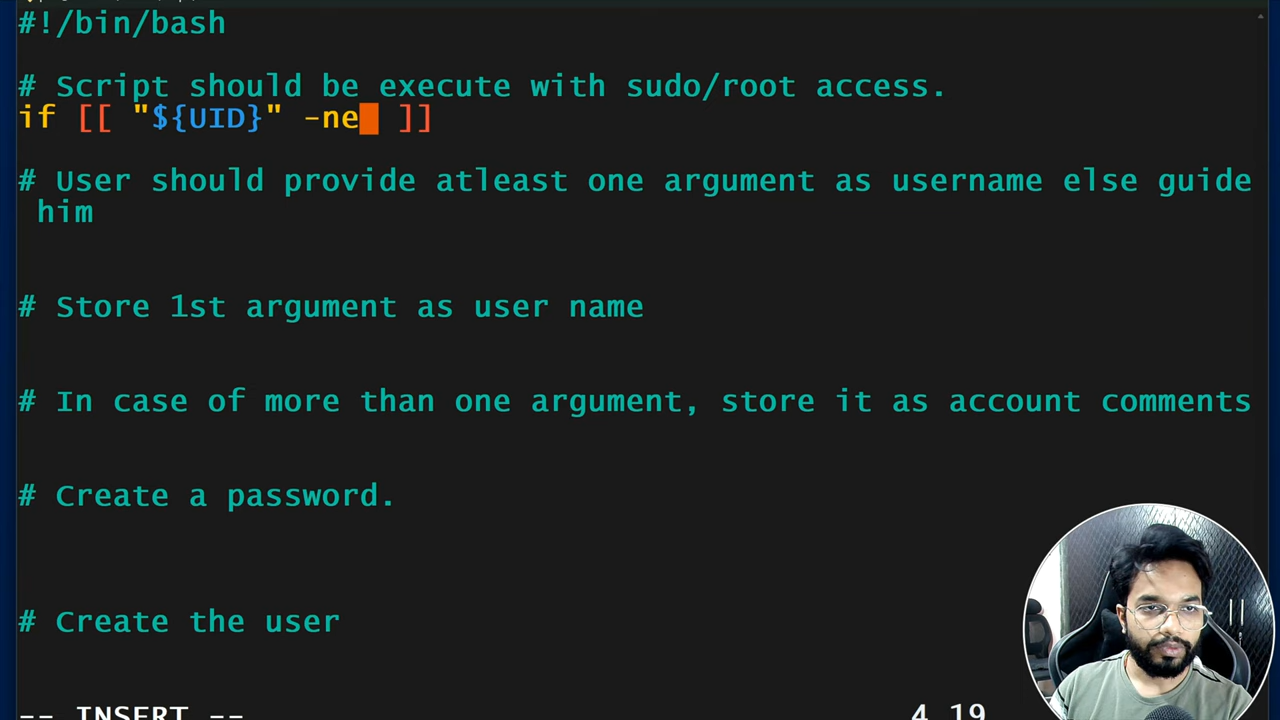 #!/bin/bash
# Script should be execute with sudo/root access.
if [[ "${UID}" -ne ]]
# User should provide atleast one argument as username else guide
him
# Store 1st argument as user name
# In case of more than one argument, store it as account comments
# Create a password.
# Create the user
-- INSERT -- 4,19